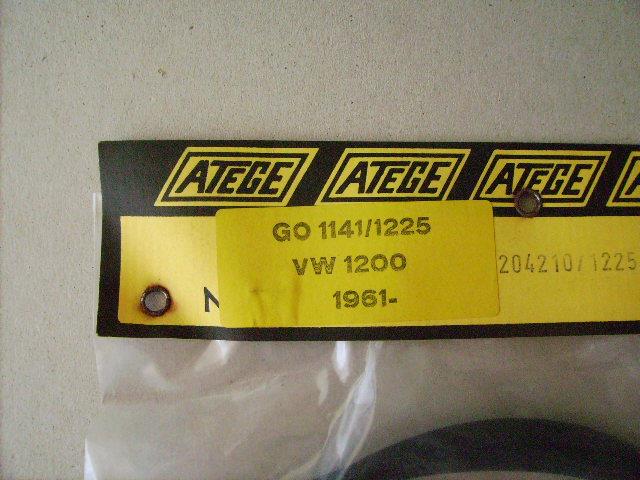 ATEGE ATEGE ATEGE
GO 1141/1225
VW 1200
1961-
204210/1225
N